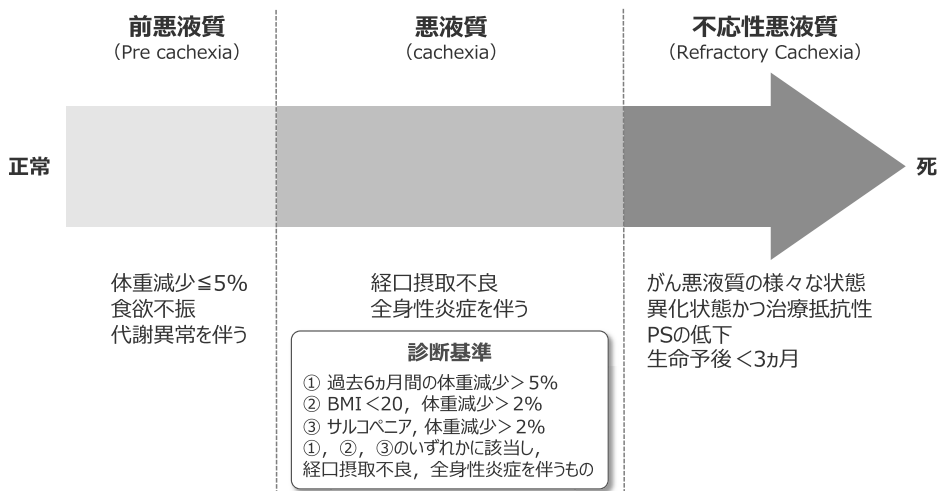 前悪液質
（Pre cachexia）
悪液質
（cachexia）
不応性悪液質
（Refractory Cachexia）
正常
死
体重減少≦5％
食欲不振
代謝異常を伴う
経口摂取不良
全身性炎症を伴う
診断基準
① 過去6ヵ月間の体重減少＞5％
② BMI＜20，体重減少＞2％
③ サルコペニア, 体重減少＞2％
①，②，③のいずれかに該当し，
経口摂取不良，全身性炎症を伴うもの
がん悪液質の様々な状態
異化状態かつ治療抵抗性
PSの低下
生命予後＜3ヵ月